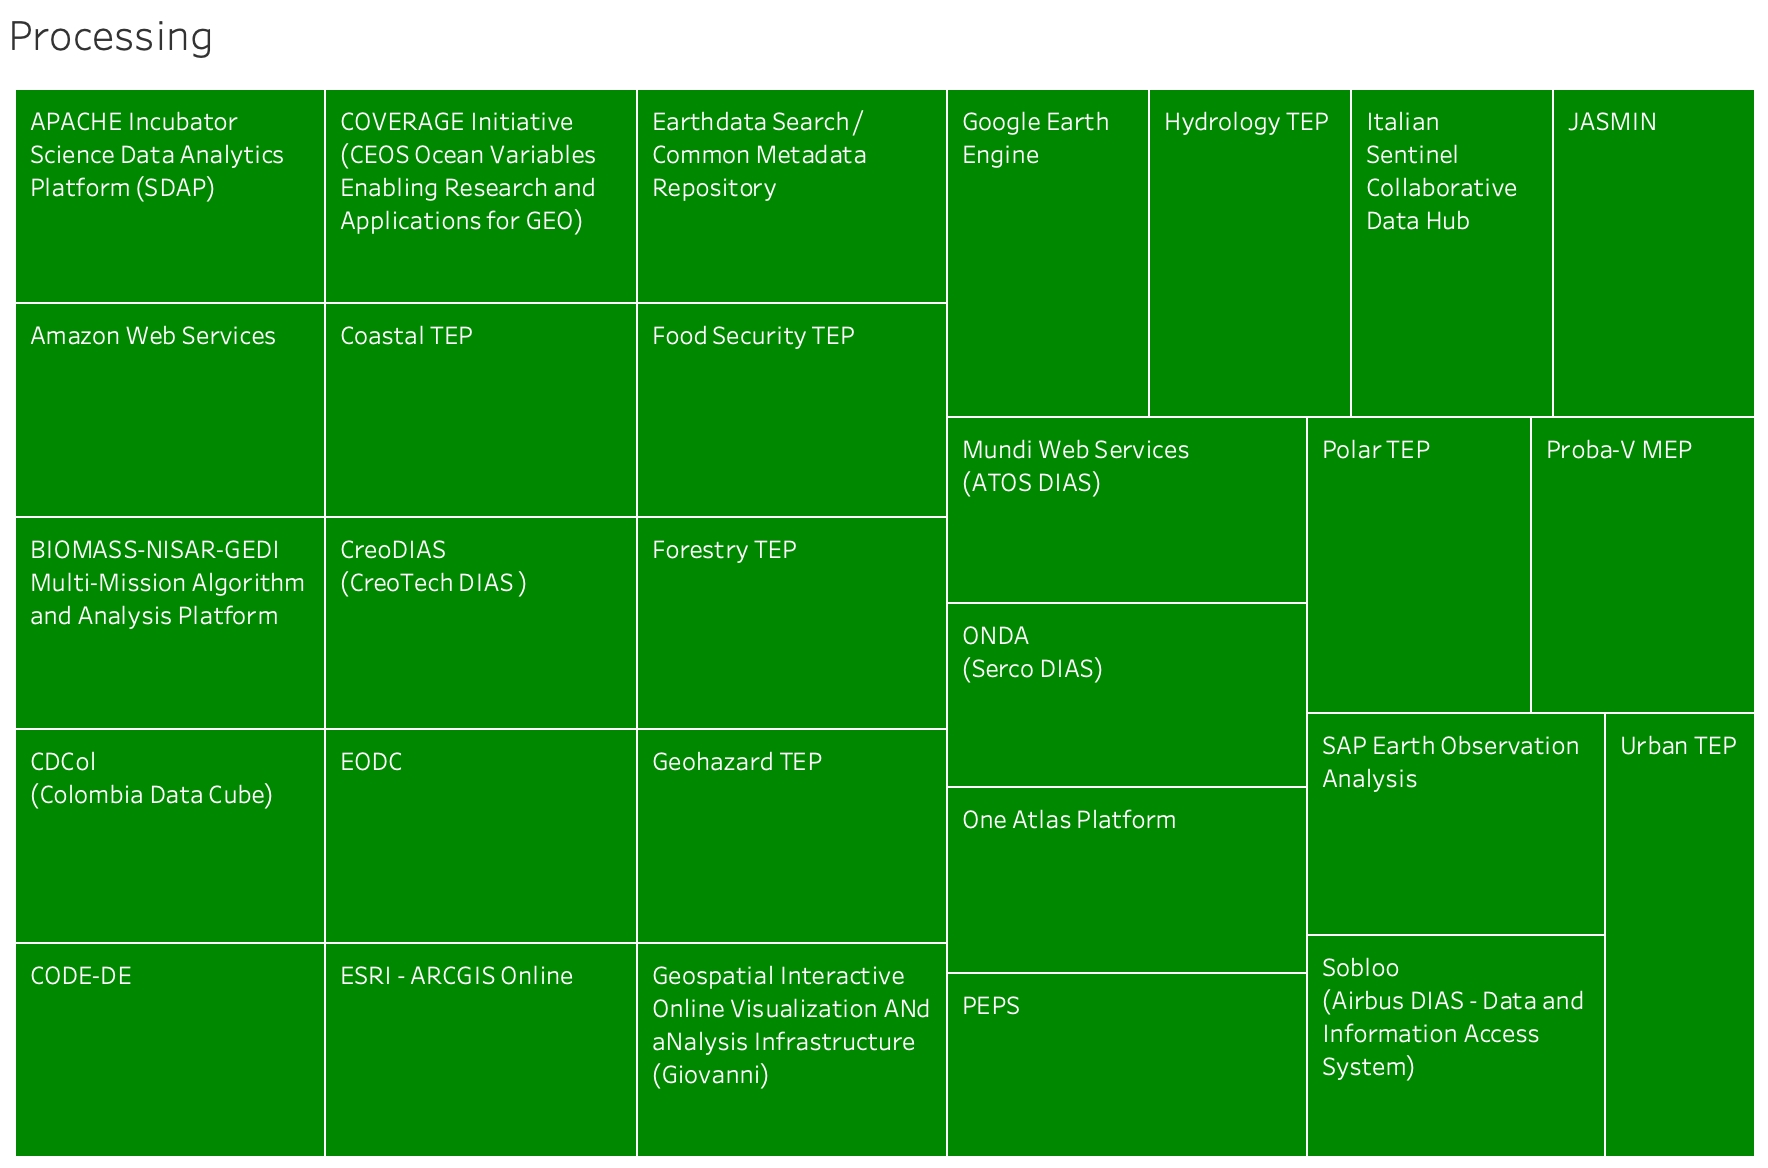 Processing
APACHE Incubator
Science Data Analytics
Platform (SDAP)
Amazon Web Services
BIOMASS-NISAR-GEDI
Multi-Mission Algorithm
and Analysis Platform
CDCol
(Colombia Data Cube)
CODE-DE
COVERAGE Initiative
(CEOS Ocean Variables
Enabling Research and
Applications for GEO)
Coastal TEP
CreoDIAS
(CreoTech DIAS )
EODC
ESRI - ARCGIS Online
Earthdata Search /
Common Metadata
Repository
Food Security TEP
Forestry TEP
Geohazard TEP
Geospatial Interactive
Online Visualization ANd
aNalysis Infrastructure
(Giovanni)
Google Earth
Engine
Hydrology TEP
Italian
Sentinel
Collaborative
Data Hub
JASMIN
Mundi Web Services
(ATOS DIAS)
ONDA
(Serco DIAS)
One Atlas Platform
PEPS
Polar TEP
Proba-V MEP
SAP Earth Observation
Analysis
Sobloo
(Airbus DIAS - Data and
Information Access
System)
Urban TEP